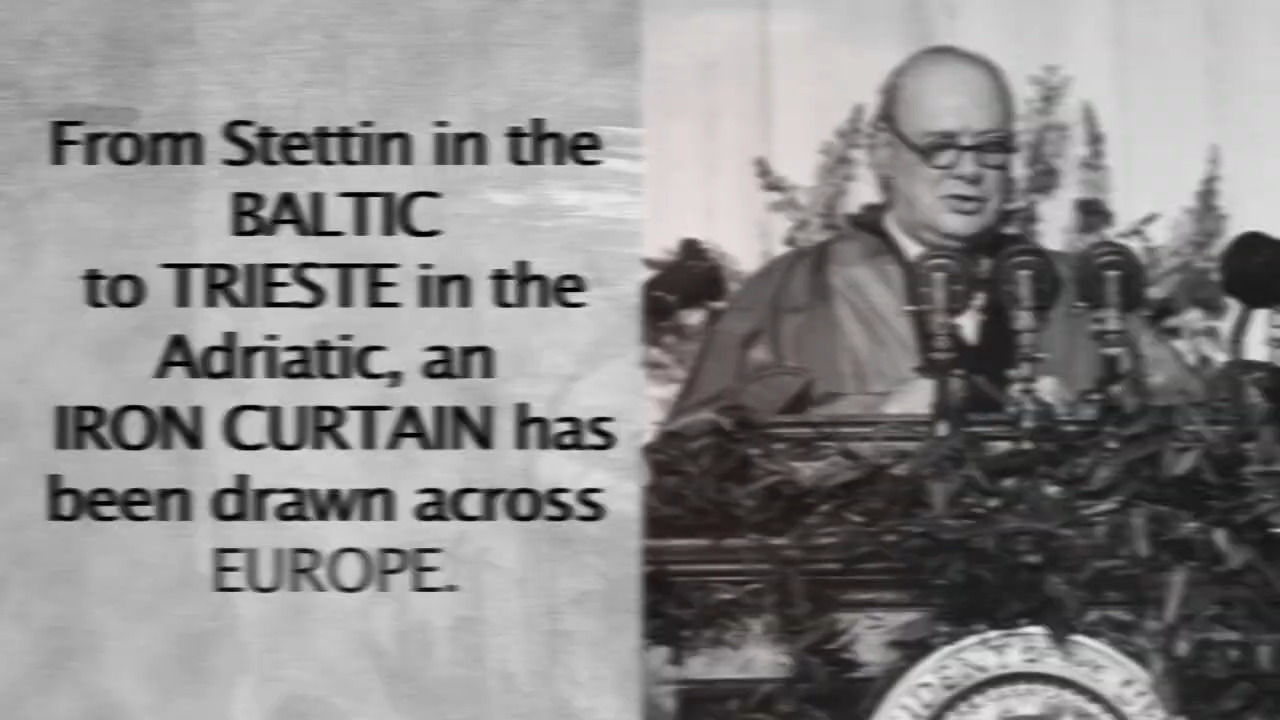 From Stettin in the
BALTIC
to TRIESTE in the
Adriatic, an
IRON CURTAIN has
been drawn across
EUROPE.